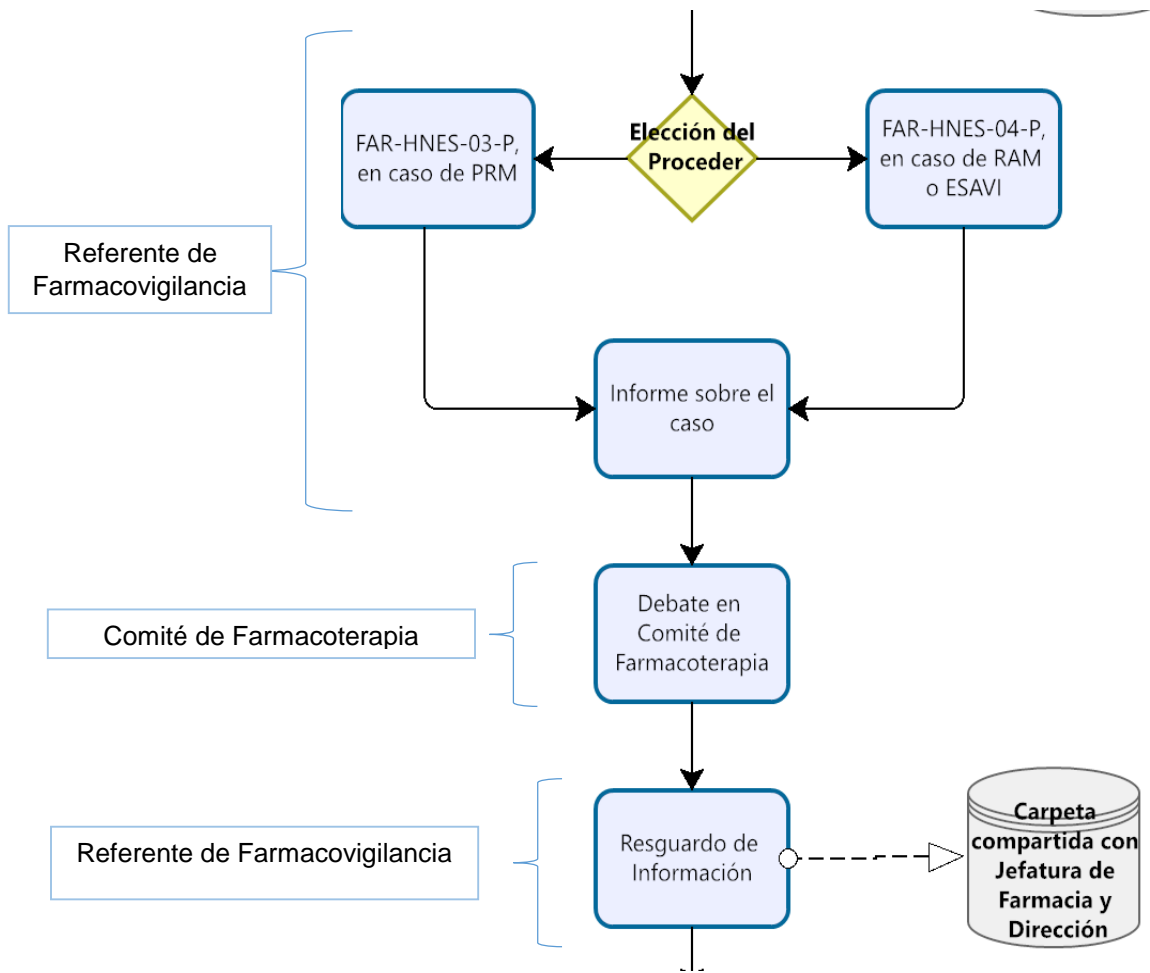 Elección del
Proceder
FAR-HNES-03-P,
en caso de PRM
FAR-HNES-04-P,
en caso de RAM
o ESAVI
Referente de
Farmacovigilancia
Informe sobre el
caso
Comité de Farmacoterapia
Debate en
Comité de
Farmacoterapia
Referente de Farmacovigilancia
Resguardo de
Información
Carpeta
compartida con
Jefatura de
Farmacia y
Dirección